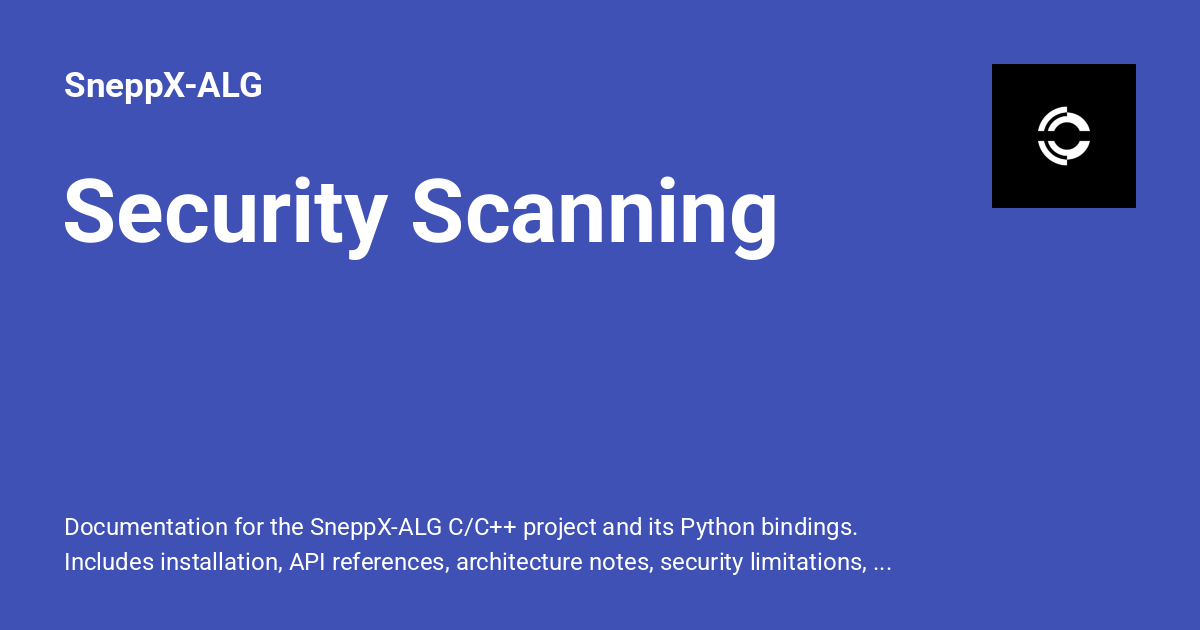 SneppX-ALG
Security Scanning
Documentation for the SneppX-ALG C/C++ project and its Python bindings.
Includes installation, API references, architecture notes, security limitations, ...